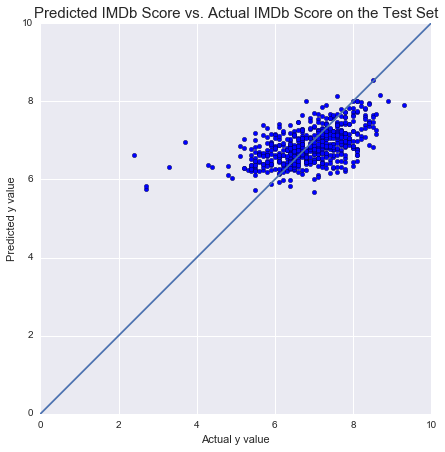 Predicted IMDb Score vs. Actual IMDb Score on the Test Set
10
8
6
4
2
0
Predicted y value
0 2 4 6 8 10
Actual y value